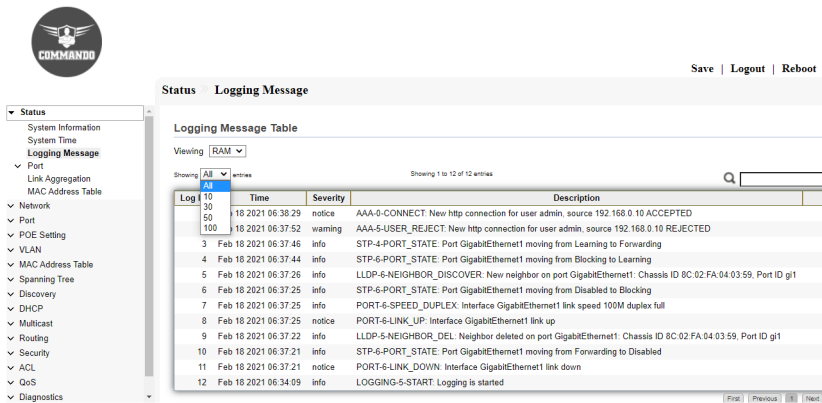 COMMANDO
Save | Logout | Reboot
Status Logging Message
Status
System Information
System Time
Logging Message
Port
Link Aggregation
MAC Address Table
Network
Port
POE Setting
VLAN
MAC Address Table
Spanning Tree
Discovery
DHCP
Multicast
Routing
Security
ACL
QoS
Diagnostics
Logging Message Table
Viewing RAM
Showing All entries Showing 1 to 12 of 12 entries
All
10
30
50
100
Log Time Severity Description
18 2021 06:38:29 notice AAA-0-CONNECT: New http connection for user admin, source 192.168.0.10 ACCEPTED
18 2021 06:37:52 warning AAA-5-USER_REJECT: New http connection for user admin, source 192.168.0.10 REJECTED
3 Feb 18 2021 06:37:46 info STP-4-PORT_STATE: Port GigabitEthernet1 moving from Learning to Forwarding
4 Feb 18 2021 06:37:44 info STP-6-PORT_STATE: Port GigabitEthernet1 moving from Blocking to Learning
5 Feb 18 2021 06:37:26 info LLDP-6-NEIGHBOR_DISCOVER: New neighbor on port GigabitEthernet1: Chassis ID 8C:02:FA:04:03:59, Port ID gi1
6 Feb 18 2021 06:37:25 info STP-6-PORT_STATE: Port GigabitEthernet1 moving from Disabled to Blocking
7 Feb 18 2021 06:37:25 info PORT-6-SPEED_DUPLEX: Interface GigabitEthernet1 link speed 100M duplex full
8 Feb 18 2021 06:37:25 notice PORT-6-LINK_UP: Interface GigabitEthernet1 link up
9 Feb 18 2021 06:37:22 info LLDP-5-NEIGHBOR_DEL: Neighbor deleted on port GigabitEthernet1: Chassis ID 8C:02:FA:04:03:59, Port ID gi1
10 Feb 18 2021 06:37:21 info STP-6-PORT_STATE: Port GigabitEthernet1 moving from Forwarding to Disabled
11 Feb 18 2021 06:37:21 notice PORT-6-LINK_DOWN: Interface GigabitEthernet1 link down
12 Feb 18 2021 06:34:09 info LOGGING-5-START: Logging is started
First Previous 1 Next